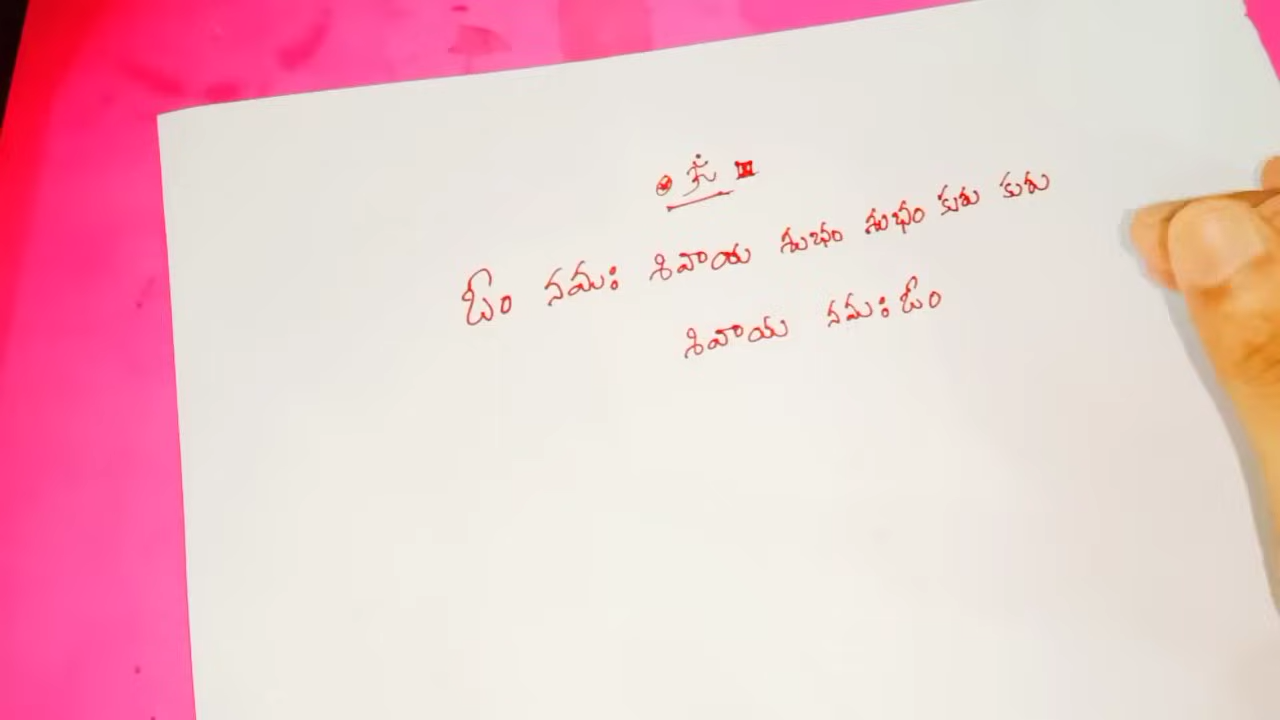 ఓం నమః శివాయ శుభం శుభం కురు కురు
శివాయ నమః ఓం